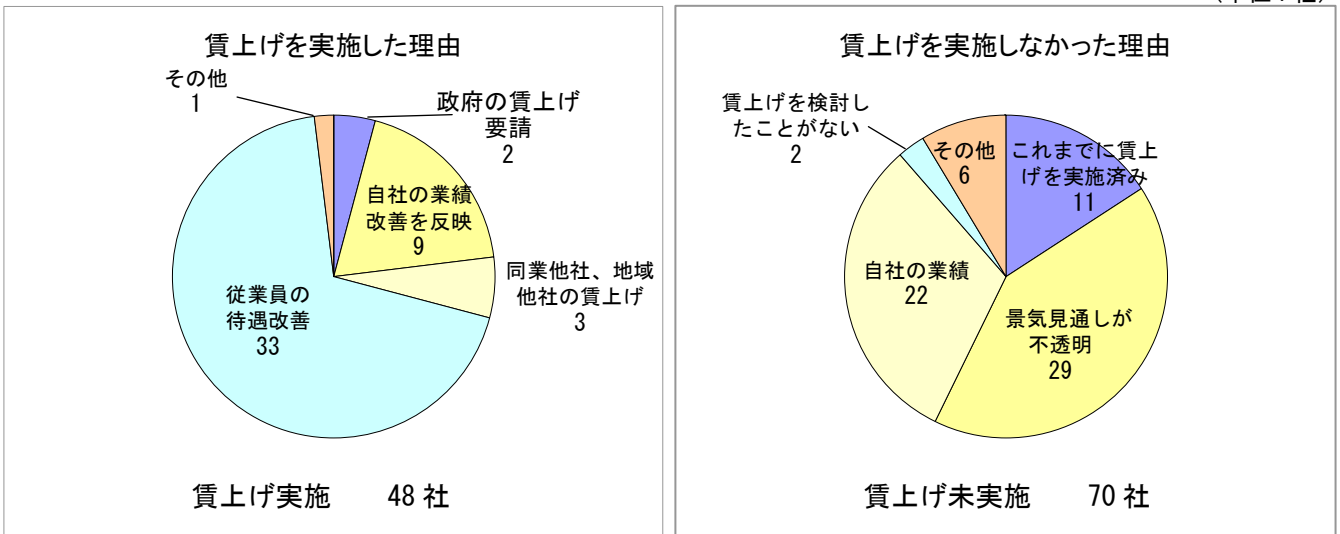 賃上げを実施した理由
その他
1
政府の賃上げ
要請
2
自社の業績
改善を反映
9
同業他社、地域
他社の賃上げ
3
従業員の
待遇改善
33
賃上げ実施 48 社
賃上げを実施しなかった理由
賃上げを検討し
たことがない
2
その他
6
これまでに賃上
げを実施済み
11
自社の業績
22
景気見通しが
不透明
29
賃上げ未実施 70 社